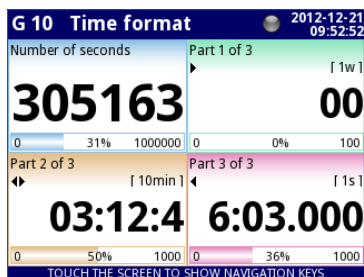 G 10 Time format
2012-12-21
09:52:52
Number of seconds
305163
0 31% 1000000
Part 1 of 3
[ 1w ]
00
0 0% 100
Part 2 of 3
[ 10min ]
03:12:4
0 50% 1000
Part 3 of 3
[ 1s ]
6:03.000
0 36% 1000
TOUCH THE SCREEN TO SHOW NAVIGATION KEYS